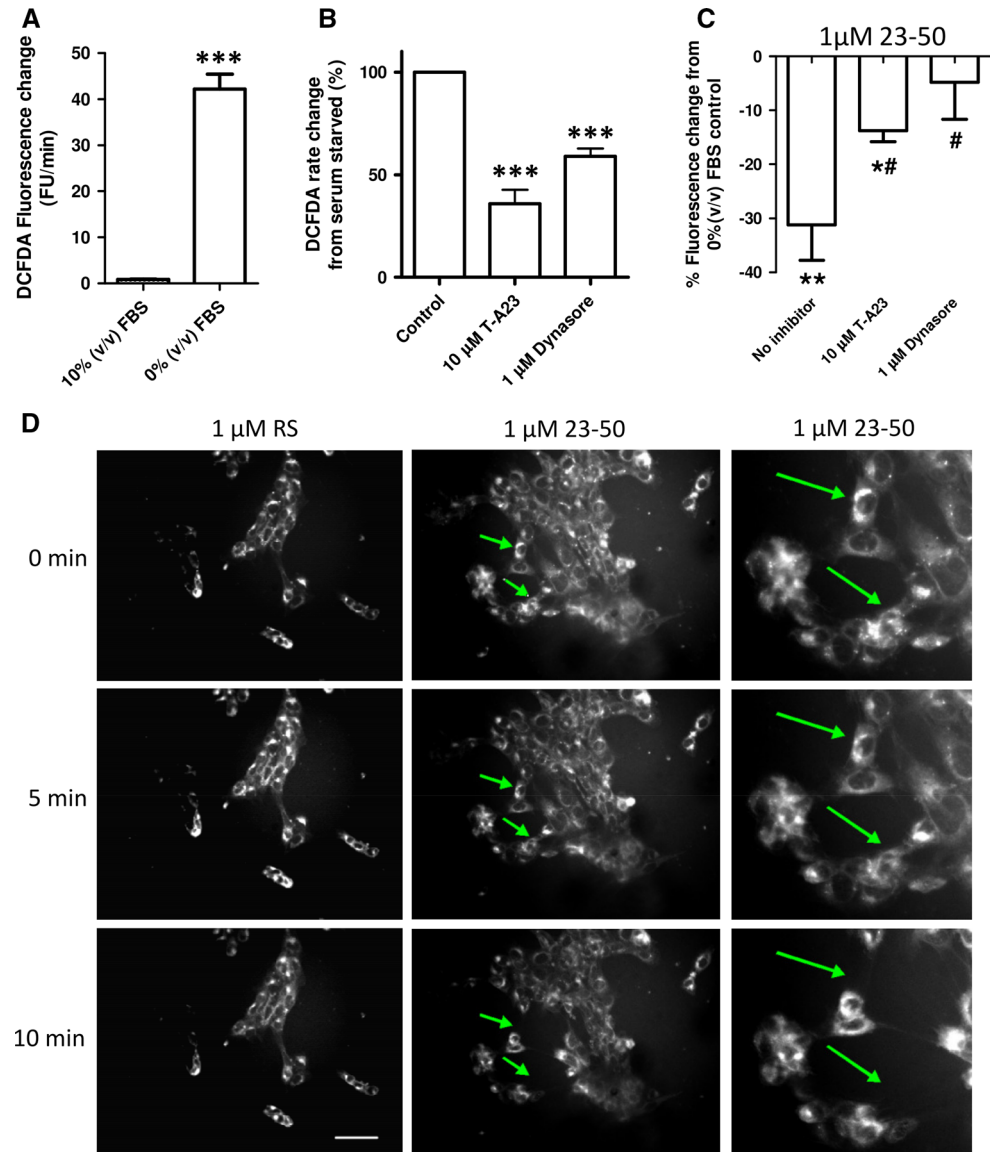 A
DCFDA Fluorescence change
(FU/min)
50
40
30
20
10
0
***
10% (v/v) FBS
0% (v/v) FBS
B
DCFDA rate change
from serum starved (%)
100
50
0
***
***
Control
10 µM T-A23
1 µM Dynasore
C
1µM 23-50
% Fluorescence change from
0%(v/v) FBS control
0
-10
-20
-30
-40
**
*#
#
No inhibitor
10 µM T-A23
1 µM Dynasore
D
1 µM RS
1 µM 23-50
1 µM 23-50
0 min
5 min
10 min